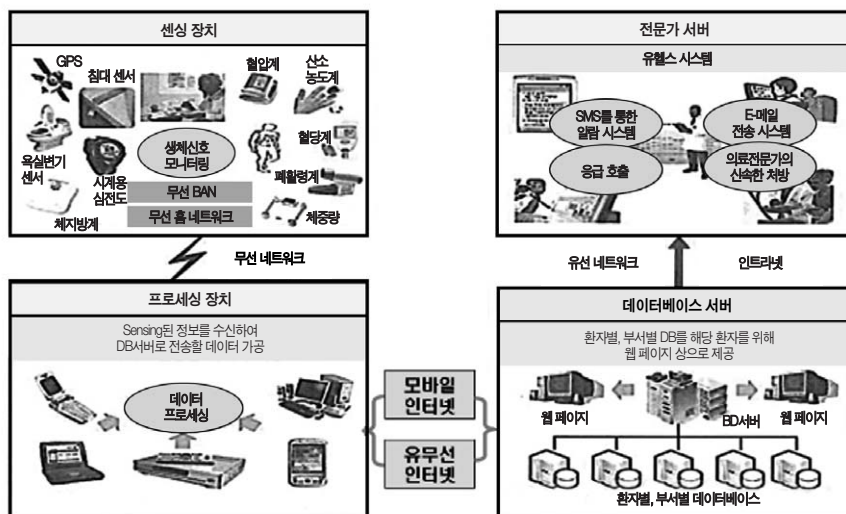 센싱 장치
GPS
침대 센서
혈압계
산소
농도계
욕실변기
센서
시계용
심전도
생체신호
모니터링
혈당계
폐활량계
체지방계
무선 BAN
무선 홈 네트워크
체중량
무선 네트워크
프로세싱 장치
Sensing된 정보를 수신하여
DB서버로 전송할 데이터 가공
데이터
프로세싱
모바일
인터넷
유무선
인터넷
전문가 서버
유헬스 시스템
SMS를 통한
알람 시스템
E-메일
전송 시스템
응급 호출
의료전문가의
신속한 처방
유선 네트워크
인트라넷
데이터베이스 서버
환자별, 부서별 DB를 해당 환자를 위해
웹 페이지 상으로 제공
웹 페이지
BD서버
웹 페이지
환자별, 부서별 데이터베이스